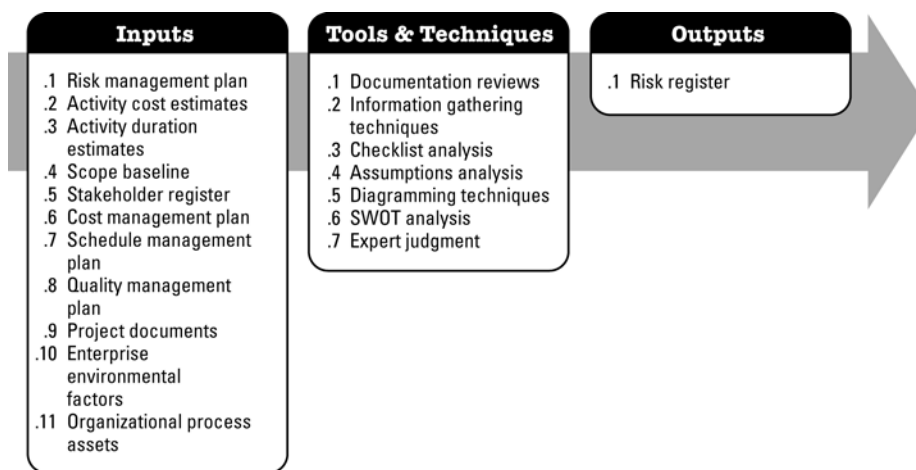 Inputs
.1 Risk management plan
.2 Activity cost estimates
.3 Activity duration
estimates
.4 Scope baseline
.5 Stakeholder register
.6 Cost management plan
.7 Schedule management
plan
.8 Quality management
plan
.9 Project documents
.10 Enterprise
environmental
factors
.11 Organizational process
assets
Tools & Techniques
.1 Documentation reviews
.2 Information gathering
techniques
.3 Checklist analysis
.4 Assumptions analysis
.5 Diagramming techniques
.6 SWOT analysis
.7 Expert judgment
Outputs
.1 Risk register